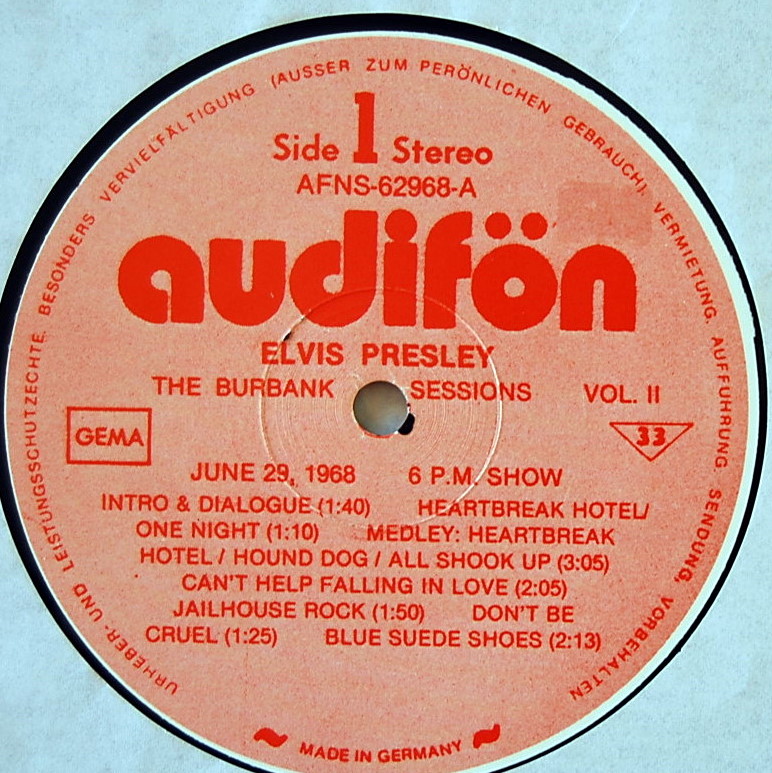 URHEBER- UND LEISTUNGSSCHUTZECHTE. BESONDERS VERVIELFÄLTIGUNG (AUSSER ZUM PERÖNLICHEN GEBRAUCH), VERMIETUNG. AUFFUHRUNG. SENDUNG. VORBEHALTEN
Side 1 Stereo
AFNS-62968-A
audifön
ELVIS PRESLEY
THE BURBANK SESSIONS VOL. II
GEMA
33
JUNE 29, 1968 6 P.M. SHOW
INTRO & DIALOGUE (1:40) HEARTBREAK HOTEL/
ONE NIGHT (1:10) MEDLEY: HEARTBREAK
HOTEL / HOUND DOG / ALL SHOOK UP (3:05)
CAN'T HELP FALLING IN LOVE (2:05)
JAILHOUSE ROCK (1:50) DON'T BE
CRUEL (1:25) BLUE SUEDE SHOES (2:13)
MADE IN GERMANY